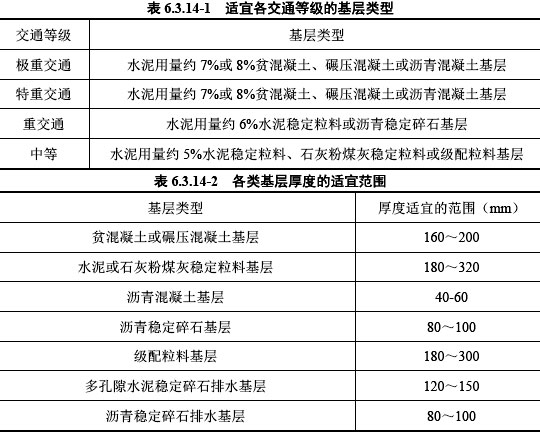 表 6.3.14-1 适宜各交通等级的基层类型
交通等级 基层类型
极重交通 水泥用量约 7%或 8%贫混凝土、碾压混凝土或沥青混凝土基层
特重交通 水泥用量约 7%或 8%贫混凝土、碾压混凝土或沥青混凝土基层
重交通 水泥用量约 6%水泥稳定粒料或沥青稳定碎石基层
中等 水泥用量约 5%水泥稳定粒料、石灰粉煤灰稳定粒料或级配粒料基层
表 6.3.14-2 各类基层厚度的适宜范围
基层类型 厚度适宜的范围（mm）
贫混凝土或碾压混凝土基层 160～200
水泥或石灰粉煤灰稳定粒料基层 180～320
沥青混凝土基层 40-60
沥青稳定碎石基层 80～100
级配粒料基层 180～300
多孔隙水泥稳定碎石排水基层 120～150
沥青稳定碎石排水基层 80～100